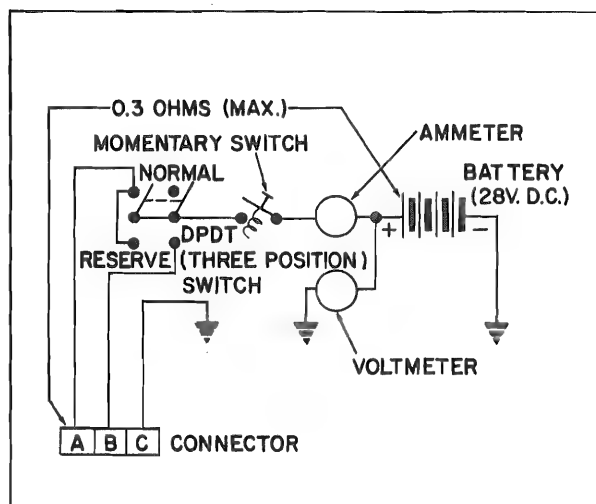 0.3 OHMS (MAX.)
MOMENTARY SWITCH
AMMETER
NORMAL
BATTERY
(28V. D.C.)
+ −
DPDT
RESERVE (THREE POSITION)
SWITCH
VOLTMETER
A B C CONNECTOR